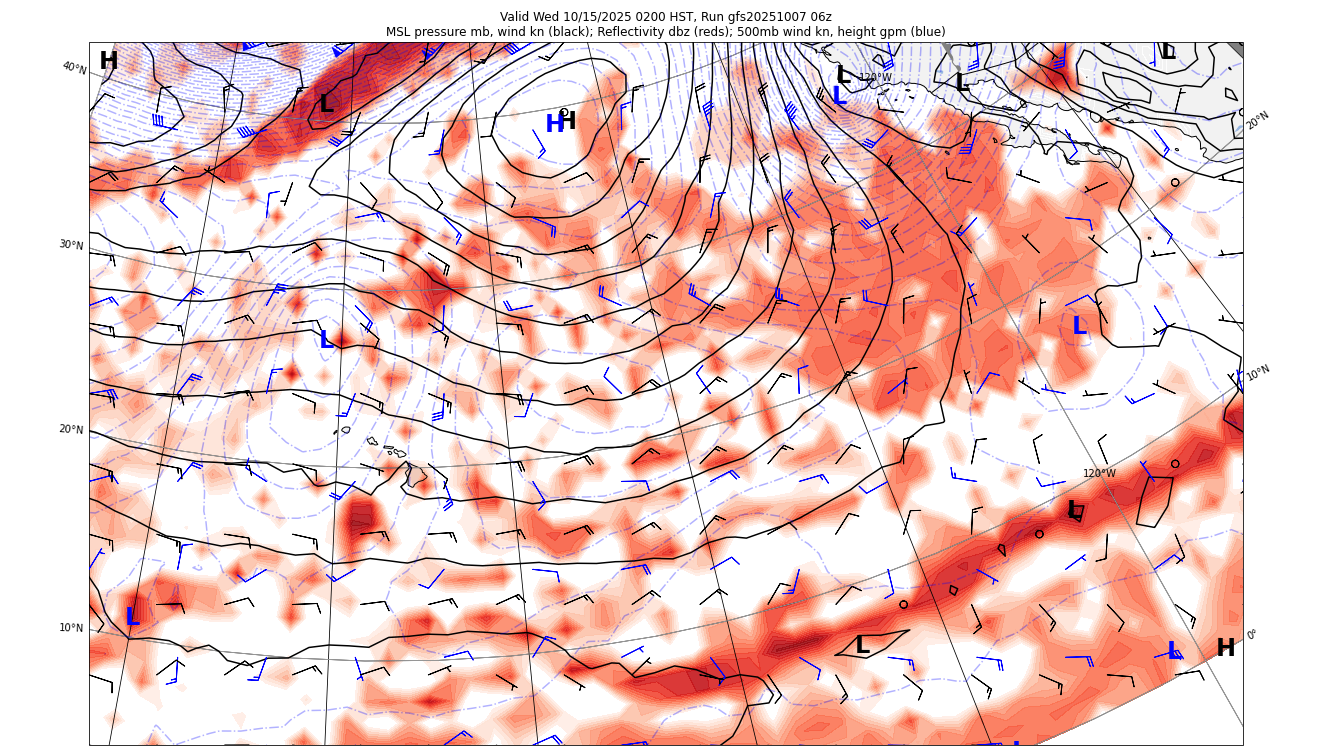 Valid Wed 10/15/2025 0200 HST, Run gfs20251007 06z
MSL pressure mb, wind kn (black); Reflectivity dbz (reds); 500mb wind kn, height gpm (blue)
H
L
L
L
L
40°N
120°W
L
L
H
H
20°N
30°N
L
L
10°N
20°N
120°W
L
10°N
L
0°
L
L
H
L